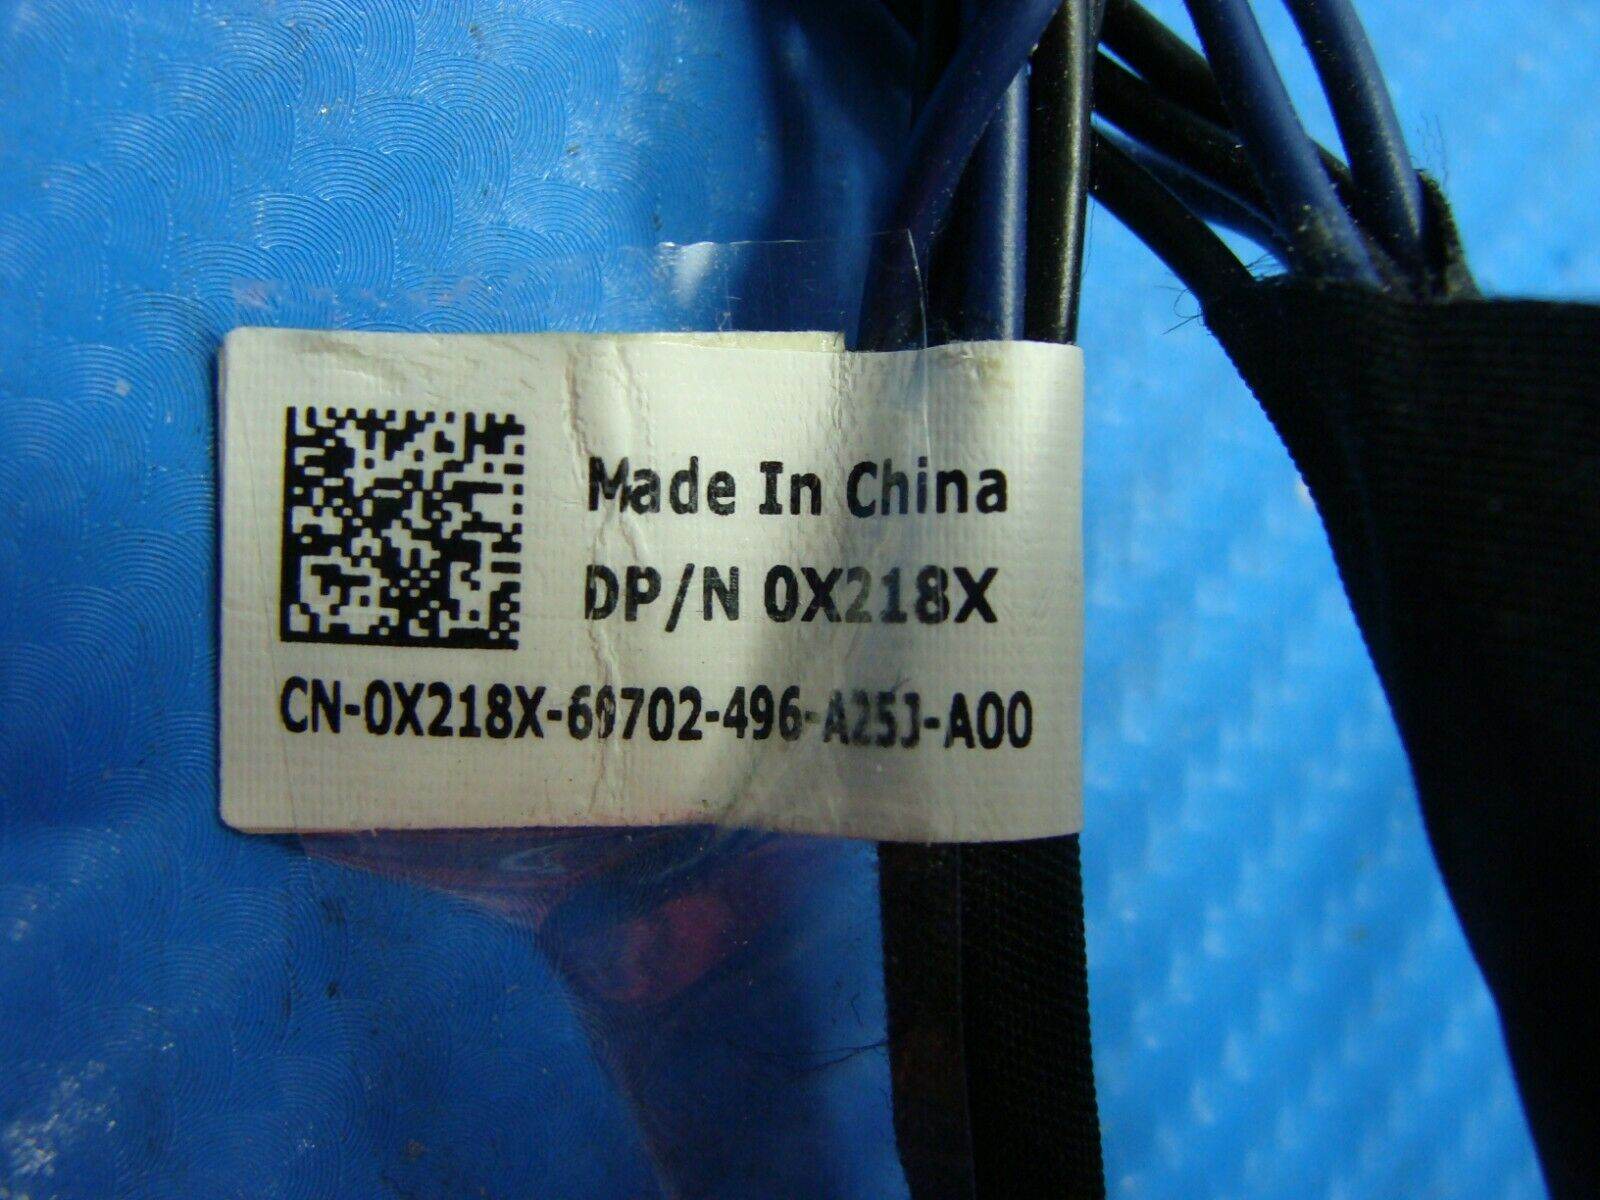 Made In China
DP/N 0X218X
CN-0X218X-69702-496-A25J-A00